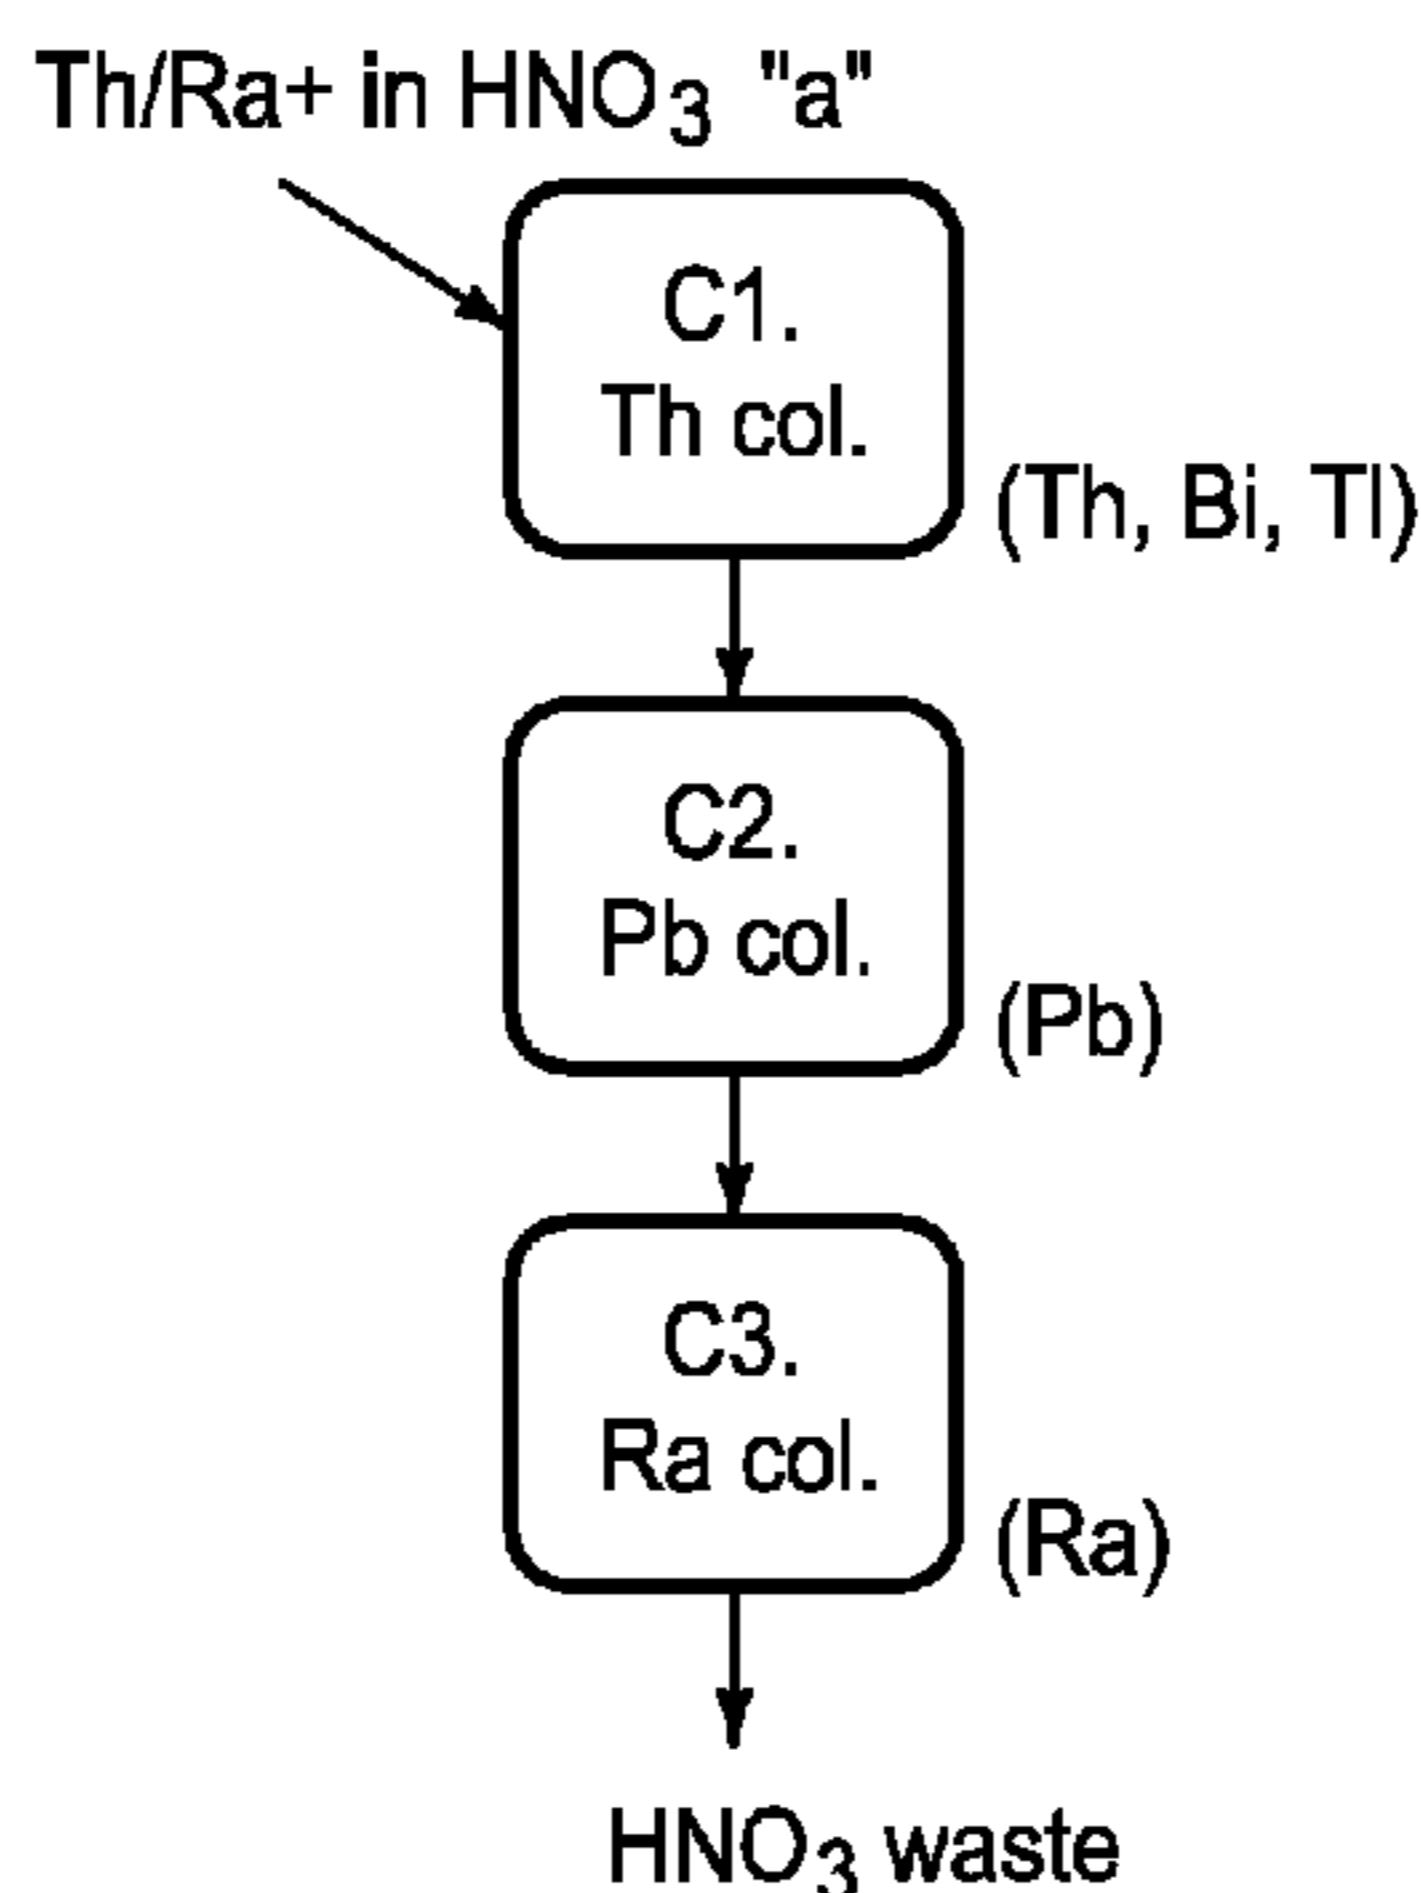 Th/Ra+ in HNO₃ "a"
C1.
Th col.
(Th, Bi, Tl)
C2.
Pb col.
(Pb)
C3.
Ra col.
(Ra)
HNO₃ waste